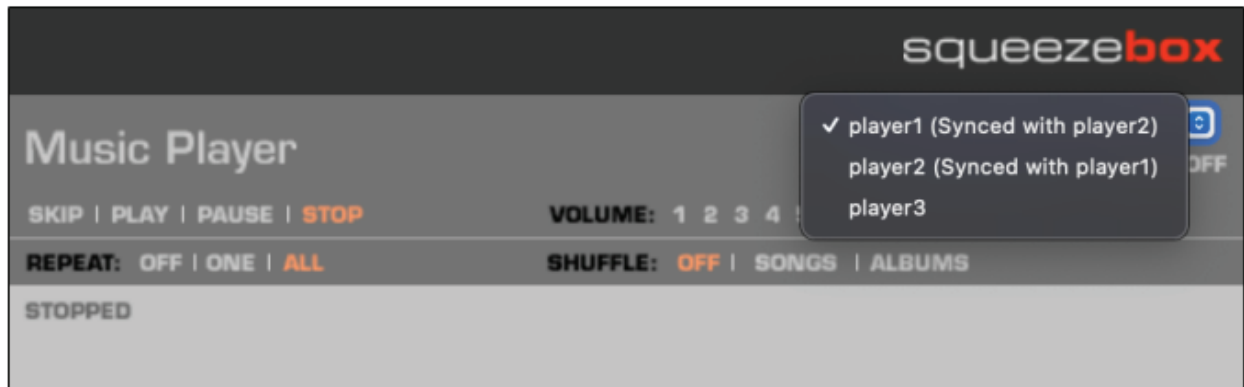 squeezebox
Music Player
✓ player1 (Synced with player2)
player2 (Synced with player1)
player3
OFF
SKIP | PLAY | PAUSE | STOP
VOLUME: 1 2 3 4
REPEAT: OFF | ONE | ALL
SHUFFLE: OFF | SONGS | ALBUMS
STOPPED